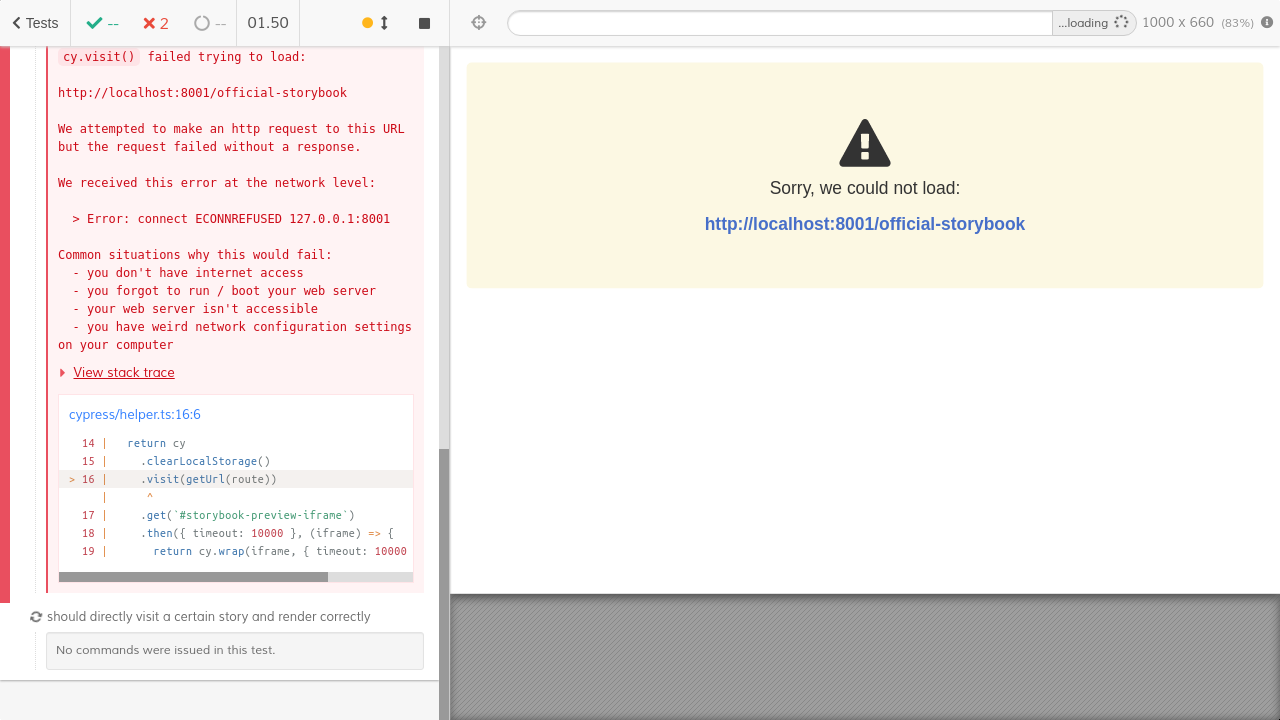 Tests
--
2
--
01.50
...loading
1000 x 660 (83%)
cy.visit() failed trying to load:
http://localhost:8001/official-storybook
We attempted to make an http request to this URL
but the request failed without a response.
We received this error at the network level:
> Error: connect ECONNREFUSED 127.0.0.1:8001
Common situations why this would fail:
- you don't have internet access
- you forgot to run / boot your web server
- your web server isn't accessible
- you have weird network configuration settings
on your computer
View stack trace
cypress/helper.ts:16:6
14 | return cy
15 | .clearLocalStorage()
> 16 | .visit(getUrl(route))
| ^
17 | .get(`#storybook-preview-iframe`)
18 | .then({ timeout: 10000 }, (iframe) => {
19 | return cy.wrap(iframe, { timeout: 10000
should directly visit a certain story and render correctly
No commands were issued in this test.
Sorry, we could not load:
http://localhost:8001/official-storybook